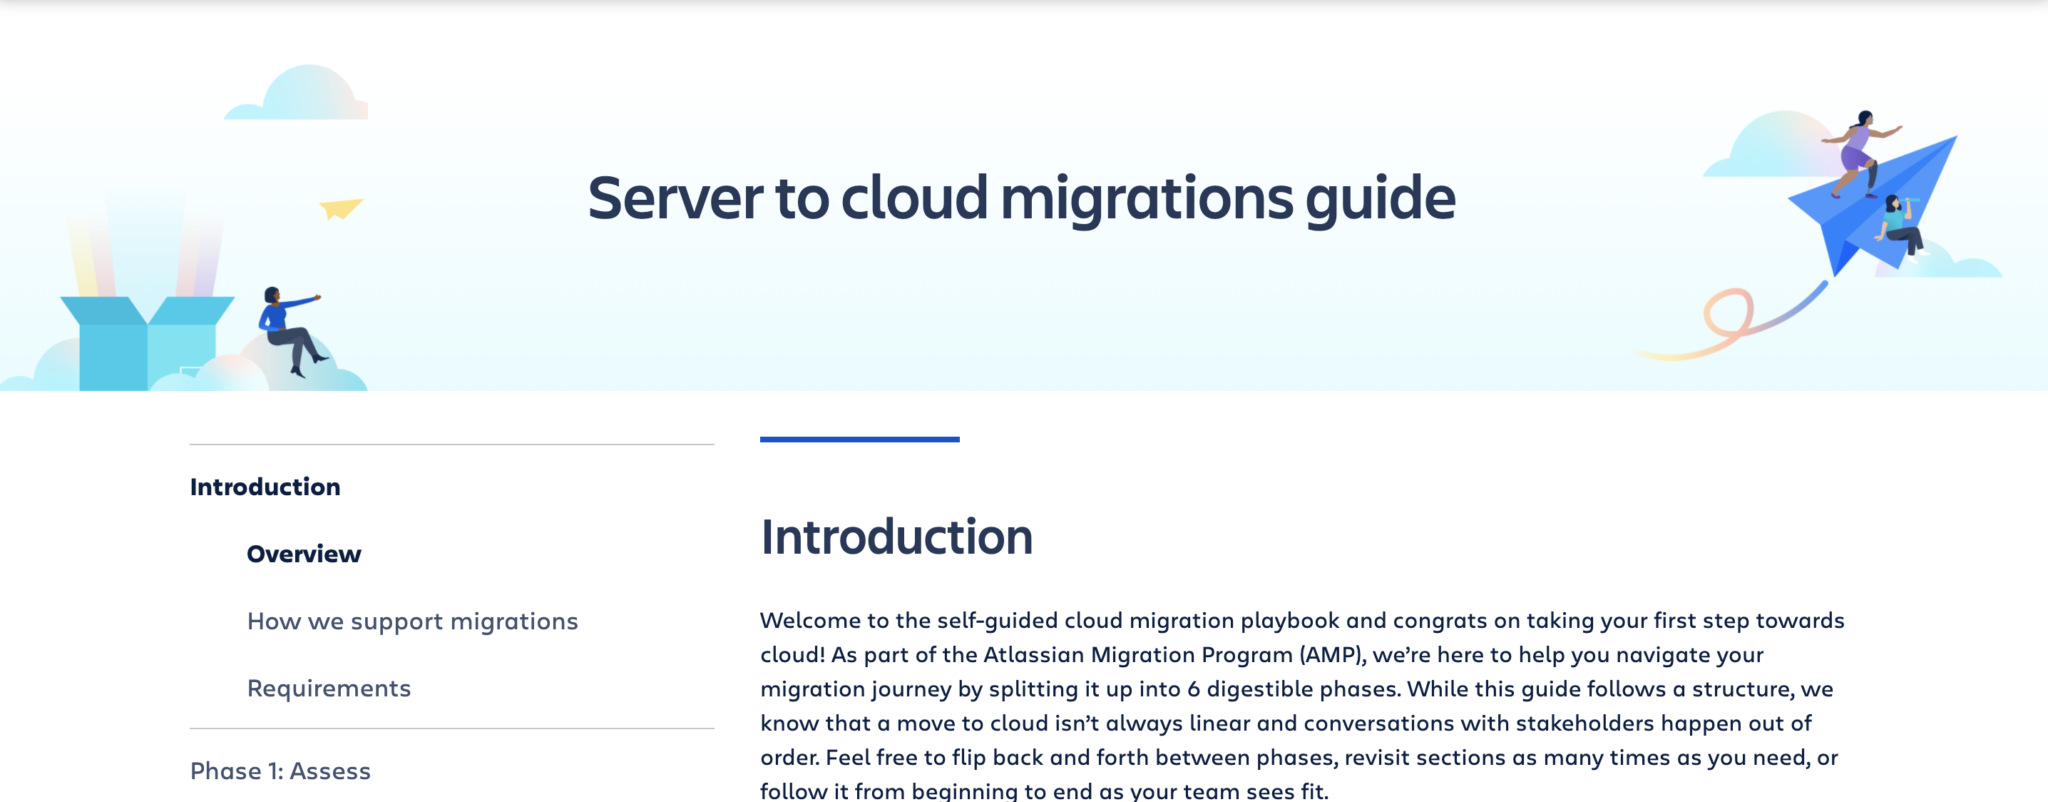 Server to cloud migrations guide
Introduction
Overview
How we support migrations
Requirements
Phase 1: Assess
Introduction
Welcome to the self-guided cloud migration playbook and congrats on taking your first step towards
cloud! As part of the Atlassian Migration Program (AMP), we’re here to help you navigate your
migration journey by splitting it up into 6 digestible phases. While this guide follows a structure, we
know that a move to cloud isn’t always linear and conversations with stakeholders happen out of
order. Feel free to flip back and forth between phases, revisit sections as many times as you need, or
follow it from beginning to end as your team sees fit.